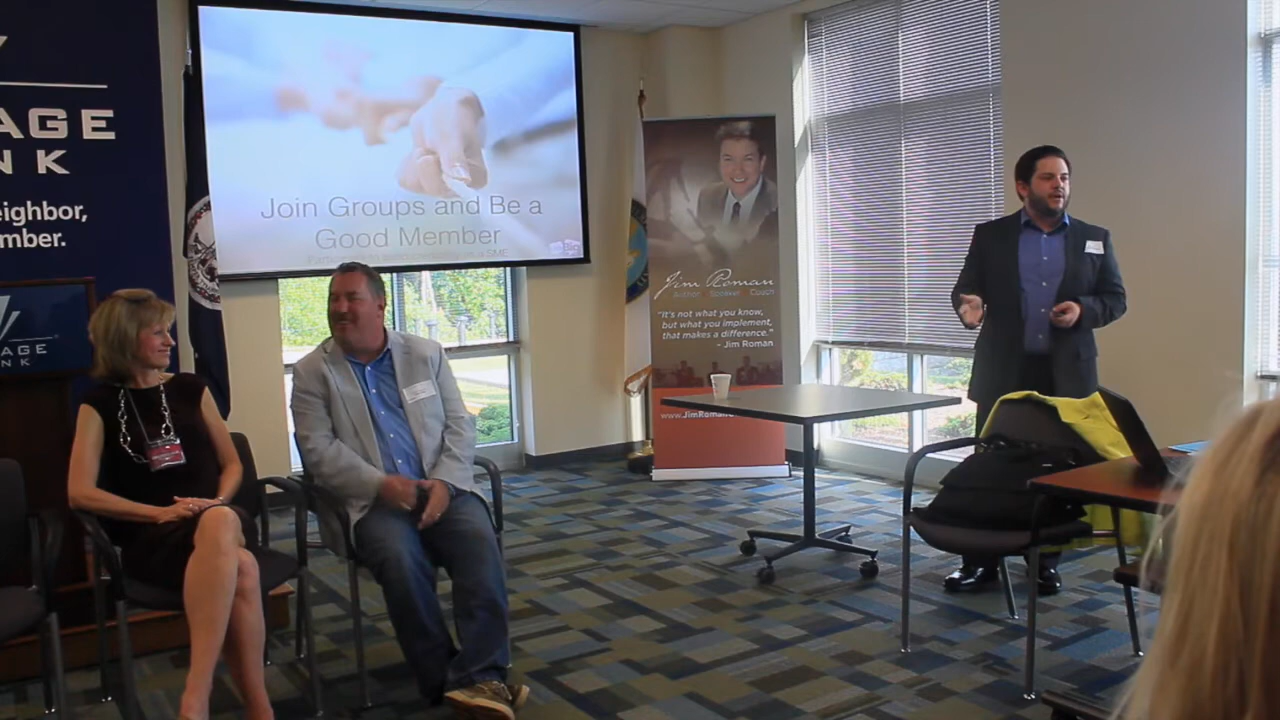 AGE
N K
eighbor,
mber.
AGE
NK
Join Groups and Be a
Good Member
Jim Roman
Author Speaker Coach
"It's not what you know,
but what you implement,
that makes a difference."
- Jim Roman
www.JimRoman